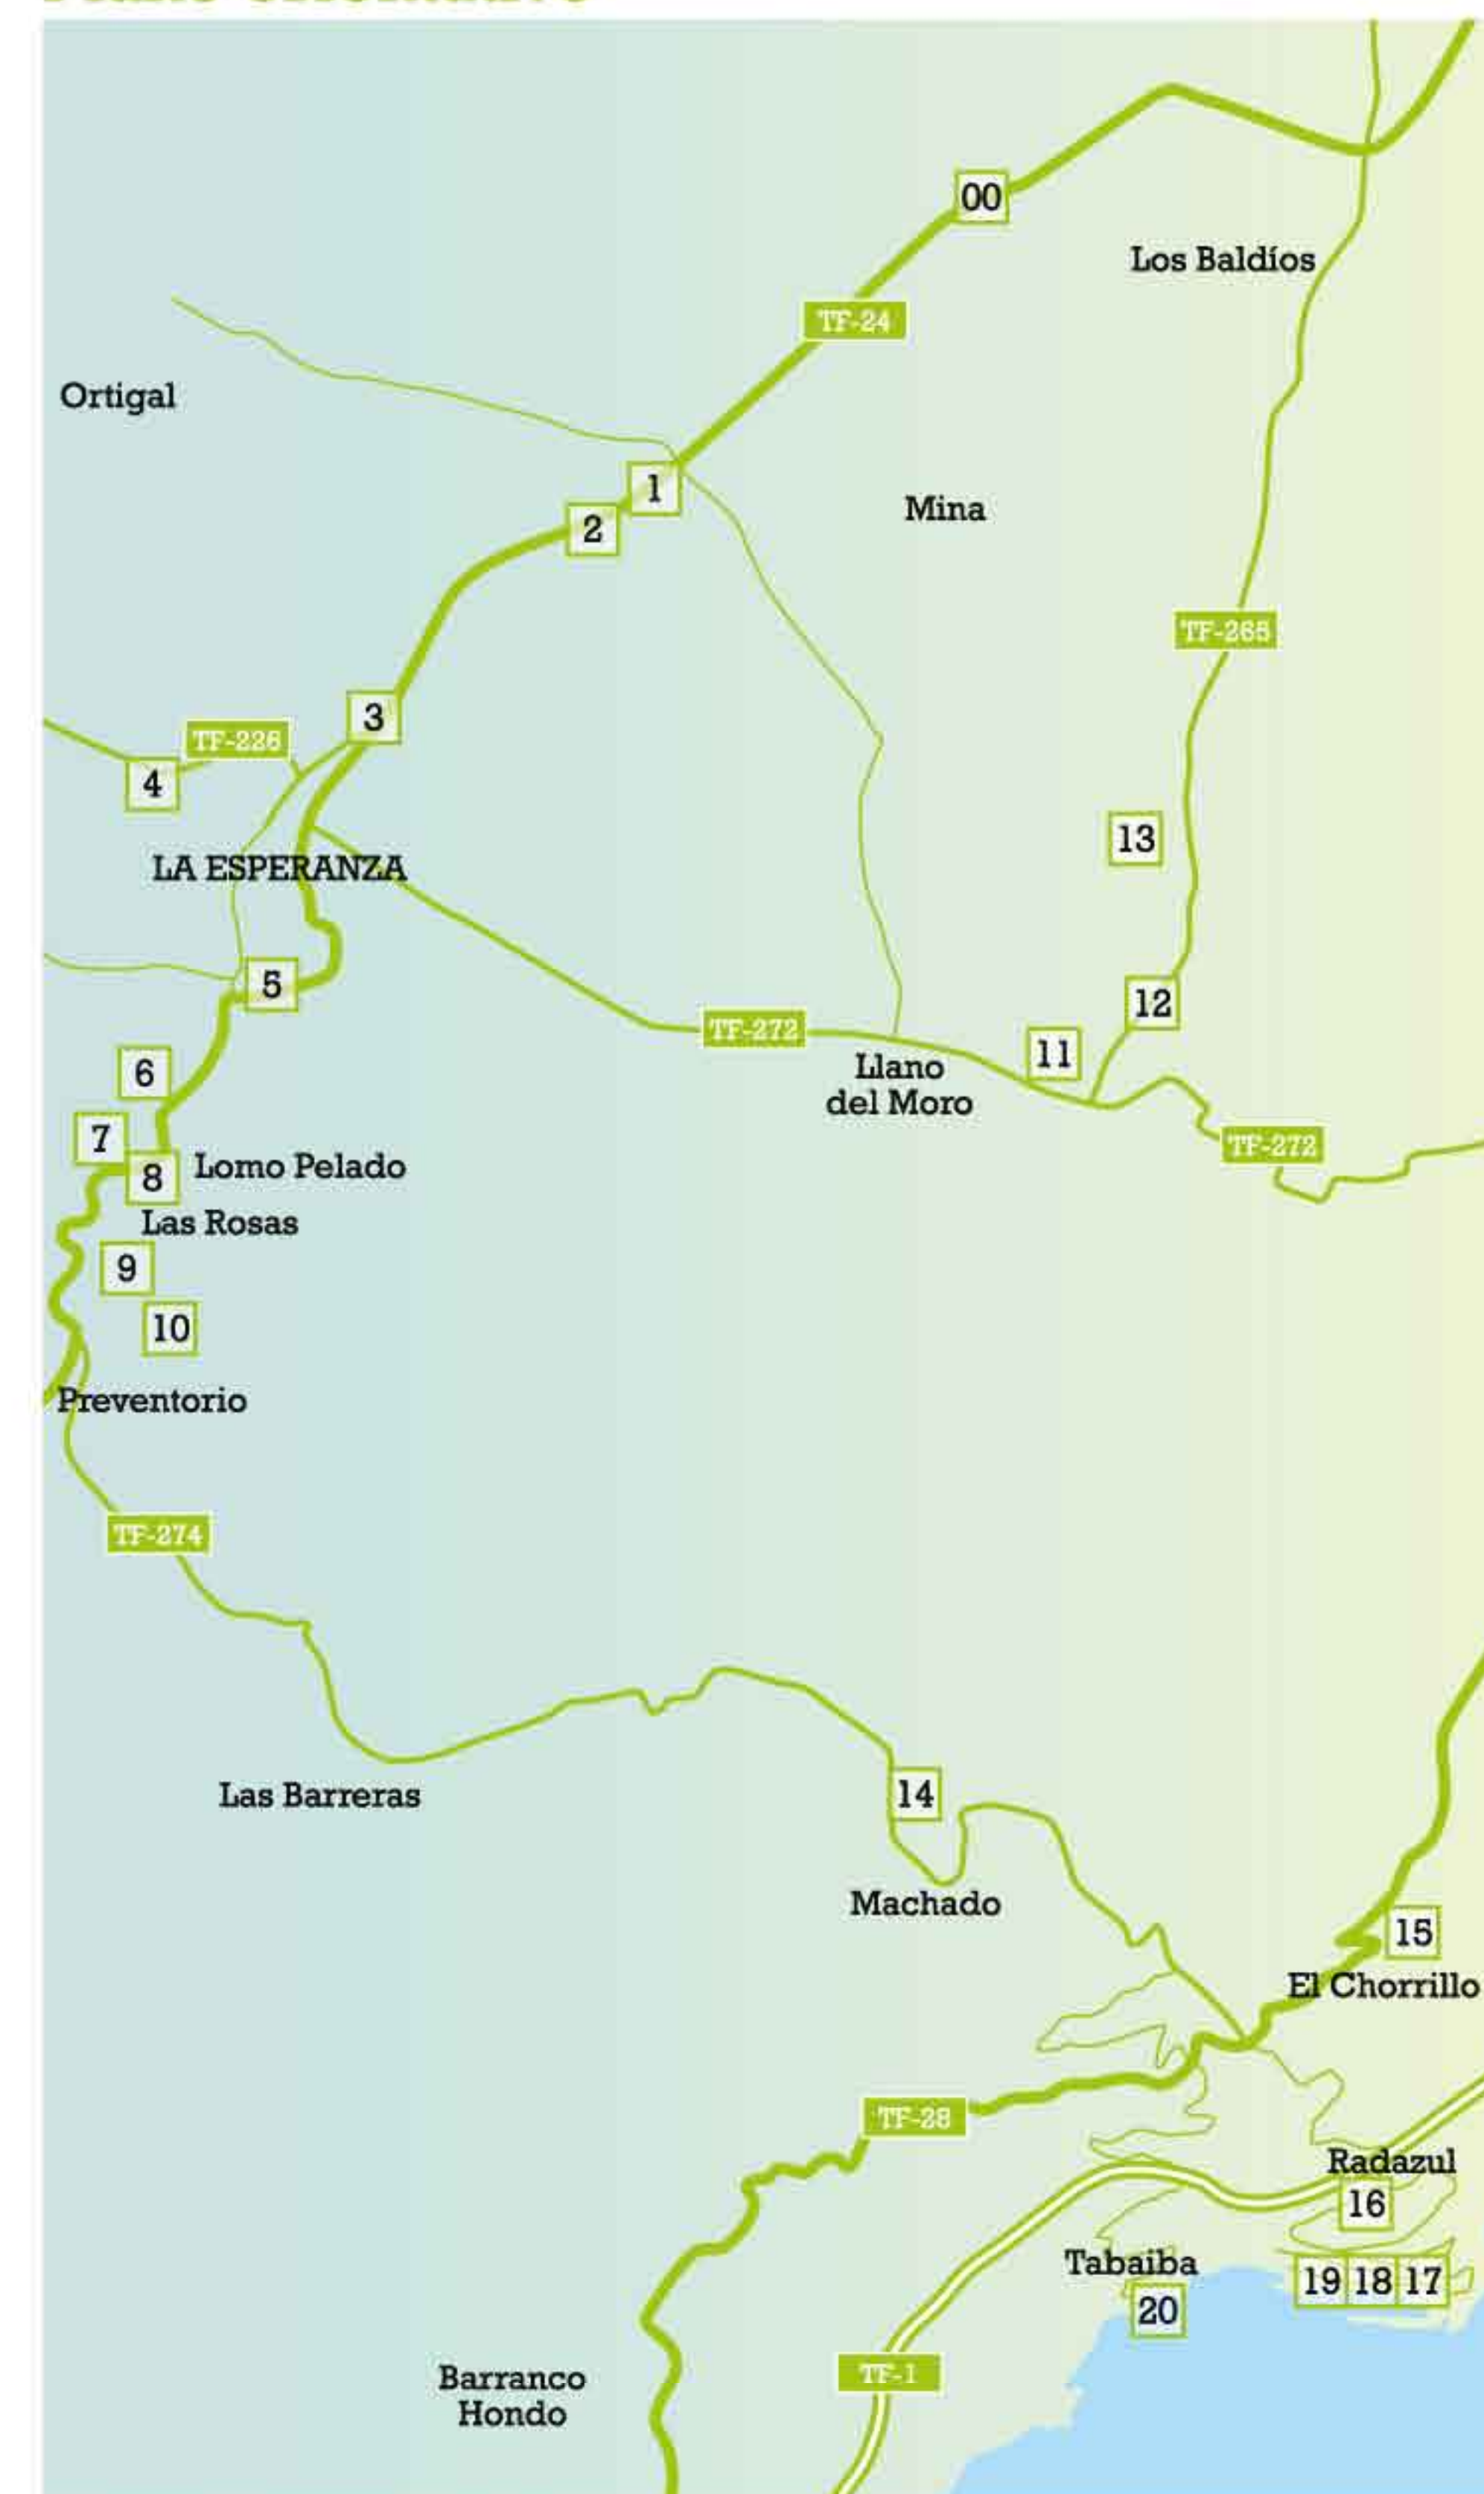 00
Los Baldíos
TF-24
Ortigal
1
Mina
2
TF-265
3
TF-226
4
13
LA ESPERANZA
5
12
TF-272
11
Llano
del Moro
6
7
TF-272
8
Lomo Pelado
Las Rosas
9
10
Preventorio
TF-274
Las Barreras
14
Machado
15
El Chorrillo
TF-28
Radazul
16
Tabaiba
19 18 17
20
TF-1
Barranco
Hondo